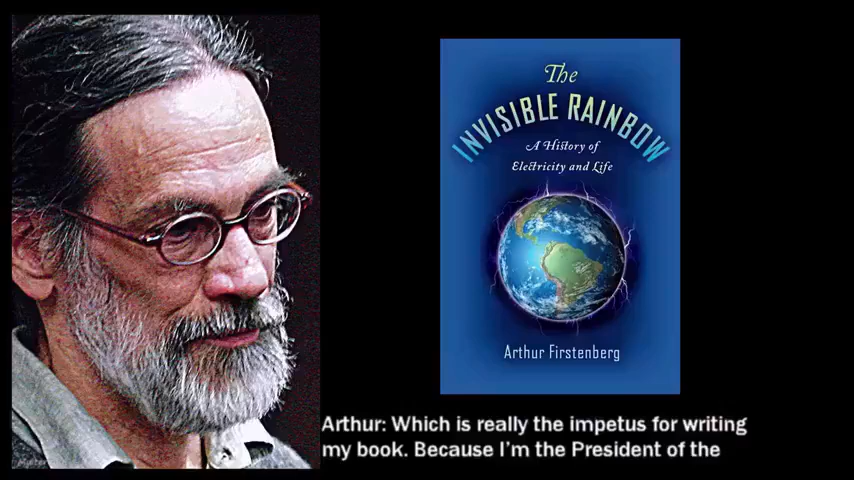 The
INVISIBLE RAINBOW
A History of
Electricity and Life
Arthur Firstenberg
Arthur: Which is really the impetus for writing
my book. Because I'm the President of the